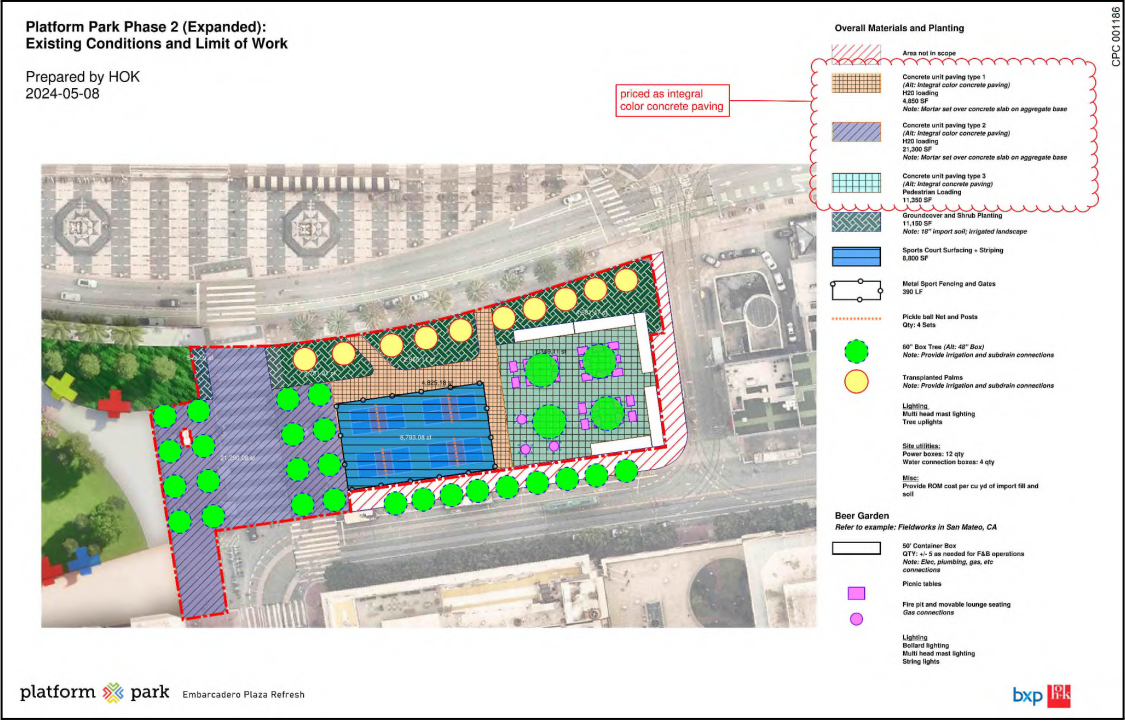 Platform Park Phase 2 (Expanded):
Existing Conditions and Limit of Work
Prepared by HOK
2024-05-08
CPC 001186
priced as integral
color concrete paving
Overall Materials and Planting
Area not in scope
Concrete unit paving type 1
(Alt: Integral color concrete paving)
H20 loading
4,850 SF
Note: Mortar set over concrete slab on aggregate base
Concrete unit paving type 2
(Alt: Integral color concrete paving)
H20 loading
21,300 SF
Note: Mortar set over concrete slab on aggregate base
Concrete unit paving type 3
(Alt: Integral concrete paving)
Pedestrian Loading
11,350 SF
Groundcover and Shrub Planting
11,150 SF
Note: 18" import soil; irrigated landscape
Sports Court Surfacing + Striping
8,800 SF
Metal Sport Fencing and Gates
390 LF
Pickle ball Net and Posts
Qty: 4 Sets
60" Box Tree (Alt: 48" Box)
Note: Provide irrigation and subdrain connections
Transplanted Palms
Note: Provide irrigation and subdrain connections
Lighting
Multi head mast lighting
Tree uplights
Site utilities:
Power boxes: 12 qty
Water connection boxes: 4 qty
Misc:
Provide ROM cost per cu yd of import fill and
soil
Beer Garden
Refer to example: Fieldworks in San Mateo, CA
50' Container Box
QTY: +/- 5 as needed for F&B operations
Note: Elec, plumbing, gas, etc
connections
Picnic tables
Fire pit and movable lounge seating
Gas connections
Lighting
Bollard lighting
Multi head mast lighting
String lights
4,825.18 sf
8,793.08 sf
platform park Embarcadero Plaza Refresh
bxp hok